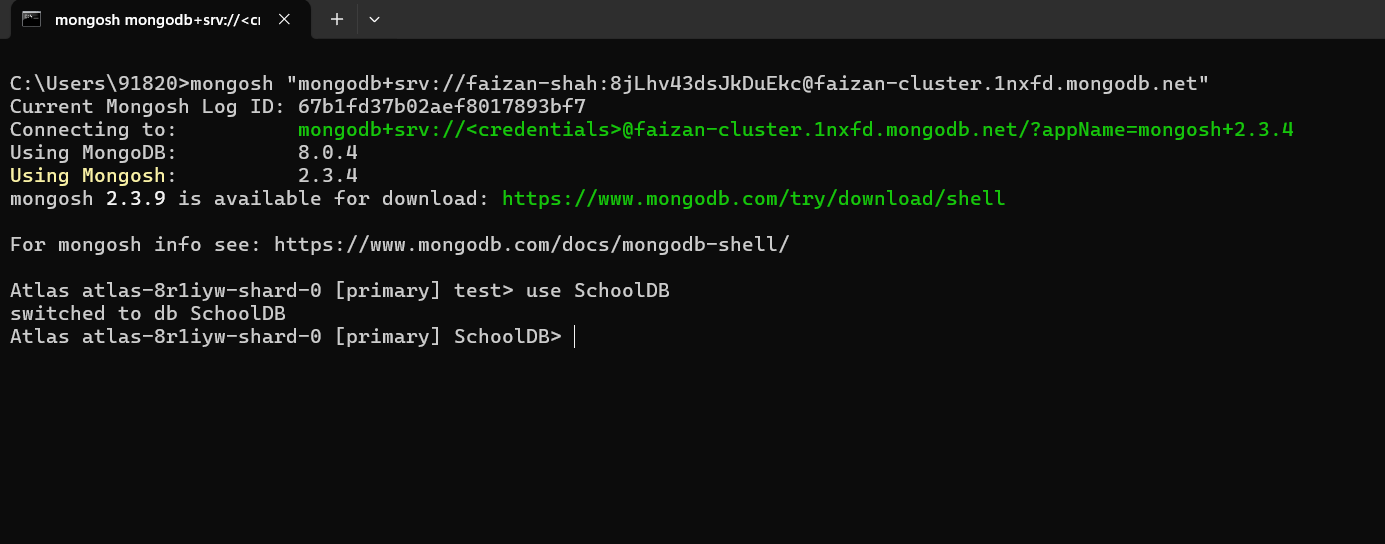 mongosh mongodb+srv://<cr
C:\Users\91820>mongosh "mongodb+srv://faizan-shah:8jLhv43dsJkDuEkc@faizan-cluster.1nxfd.mongodb.net"
Current Mongosh Log ID: 67b1fd37b02aef8017893bf7
Connecting to: mongodb+srv://<credentials>@faizan-cluster.1nxfd.mongodb.net/?appName=mongosh+2.3.4
Using MongoDB: 8.0.4
Using Mongosh: 2.3.4
mongosh 2.3.9 is available for download: https://www.mongodb.com/try/download/shell
For mongosh info see: https://www.mongodb.com/docs/mongodb-shell/
Atlas atlas-8r1iyw-shard-0 [primary] test> use SchoolDB
switched to db SchoolDB
Atlas atlas-8r1iyw-shard-0 [primary] SchoolDB>